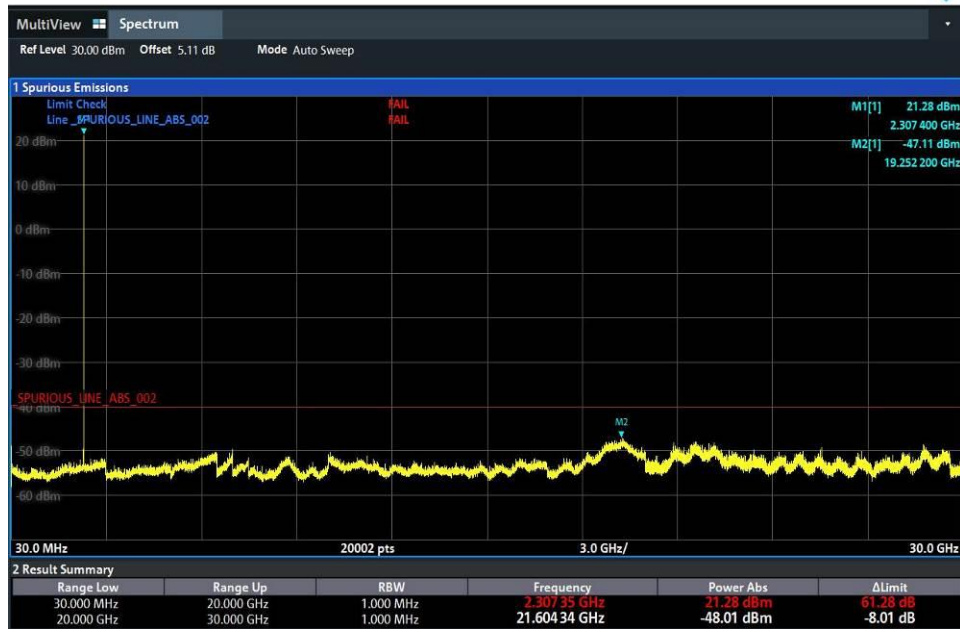 MultiView Spectrum
Ref Level 30.00 dBm Offset 5.11 dB Mode Auto Sweep
1 Spurious Emissions
Limit Check FAIL M1[1] 21.28 dBm
Line _SPURIOUS_LINE_ABS_002 FAIL 2.307 400 GHz
M1
20 dBm M2[1] -47.11 dBm
19.252 200 GHz
10 dBm
0 dBm
-10 dBm
-20 dBm
-30 dBm
_SPURIOUS_LINE_ABS_002
-40 dBm
M2
-50 dBm
-60 dBm
30.0 MHz 20002 pts 3.0 GHz/ 30.0 GHz
2 Result Summary
Range Low Range Up RBW Frequency Power Abs ΔLimit
30.000 MHz 20.000 GHz 1.000 MHz 2.307 35 GHz 21.28 dBm 61.28 dB
20.000 GHz 30.000 GHz 1.000 MHz 21.604 34 GHz -48.01 dBm -8.01 dB